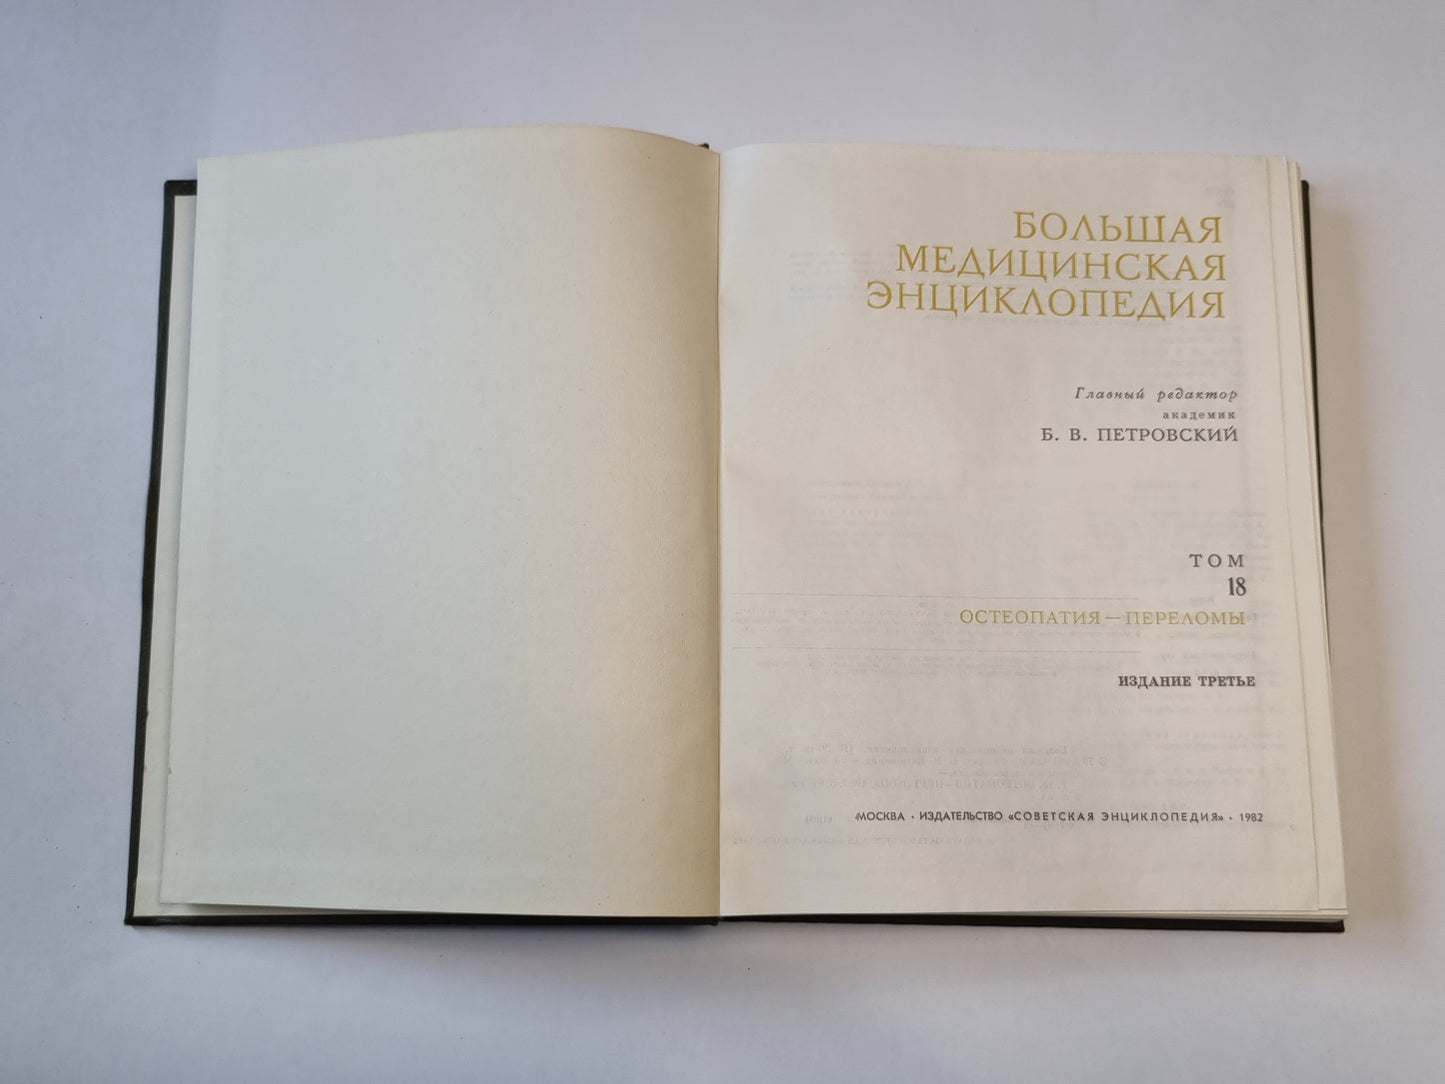 БОЛЬШАЯ
МЕДИЦИНСКАЯ
ЭНЦИКЛОПЕДИЯ
Главный редактор
академик
Б. В. ПЕТРОВСКИЙ
ТОМ
18
ОСТЕОПАТИЯ — ПЕРЕЛОМЫ
ИЗДАНИЕ ТРЕТЬЕ
МОСКВА · ИЗДАТЕЛЬСТВО «СОВЕТСКАЯ ЭНЦИКЛОПЕДИЯ» · 1982